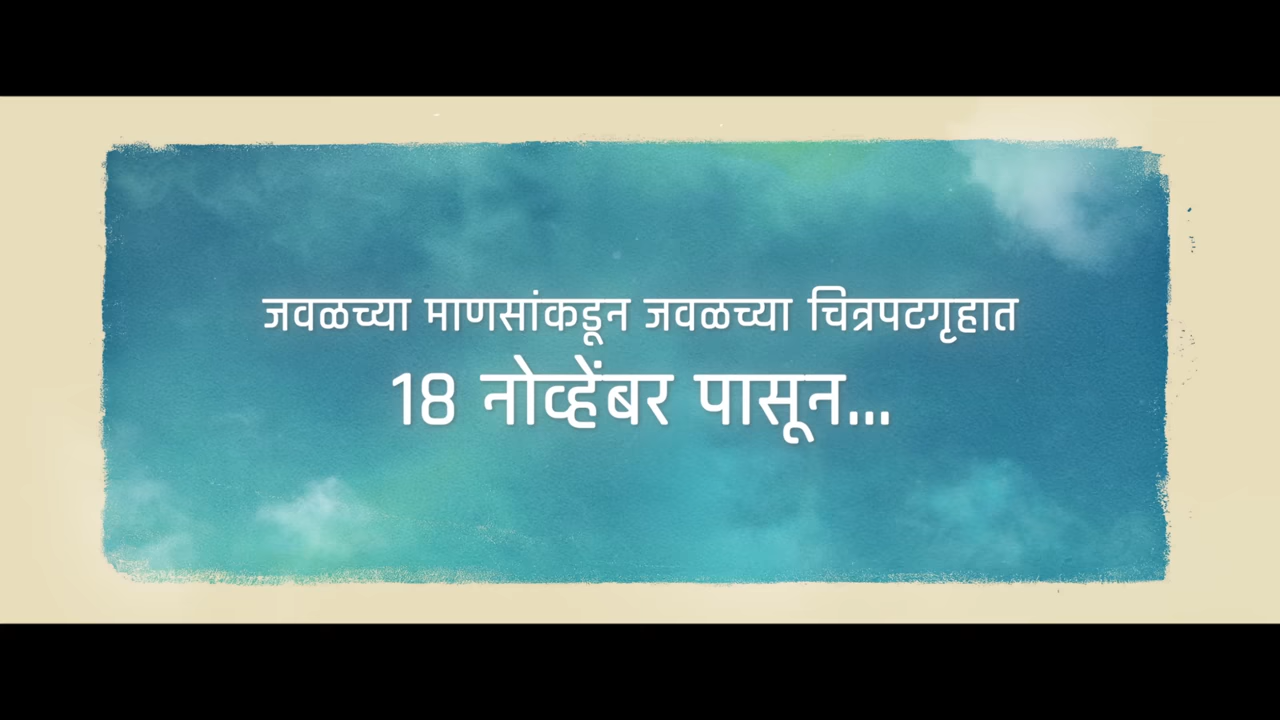 जवळच्या माणसांकडून जवळच्या चित्रपटगृहात
18 नोव्हेंबर पासून...